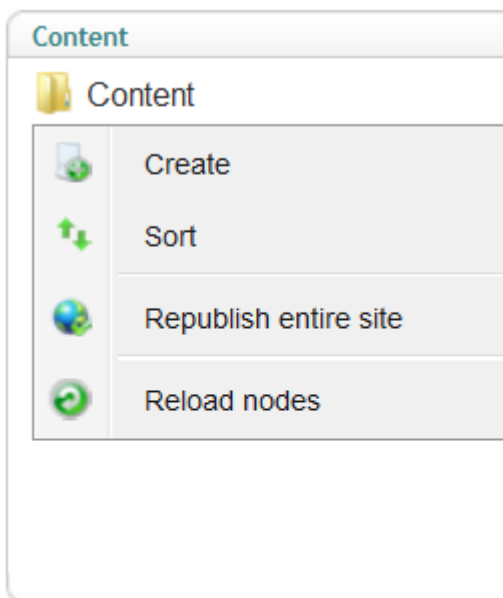 Content
Content
Create
Sort
Republish entire site
Reload nodes